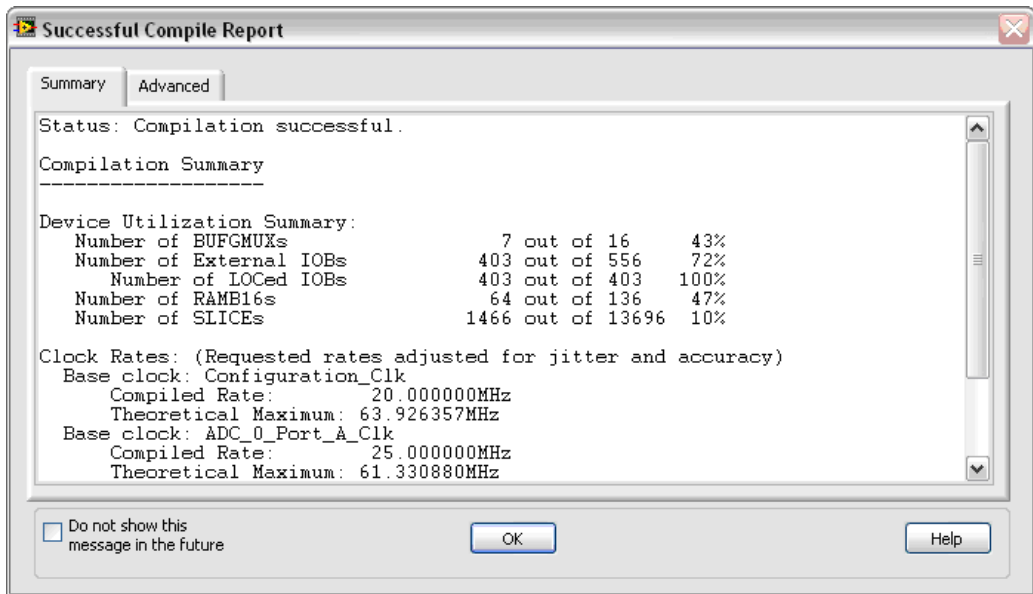 Successful Compile Report
Summary Advanced
Status: Compilation successful.
Compilation Summary
-------------------
Device Utilization Summary:
Number of BUFGMUXs 7 out of 16 43%
Number of External IOBs 403 out of 556 72%
Number of LOCed IOBs 403 out of 403 100%
Number of RAMB16s 64 out of 136 47%
Number of SLICEs 1466 out of 13696 10%
Clock Rates: (Requested rates adjusted for jitter and accuracy)
Base clock: Configuration_Clk
Compiled Rate: 20.000000MHz
Theoretical Maximum: 63.926357MHz
Base clock: ADC_0_Port_A_Clk
Compiled Rate: 25.000000MHz
Theoretical Maximum: 61.330880MHz
Do not show this
message in the future
OK
Help